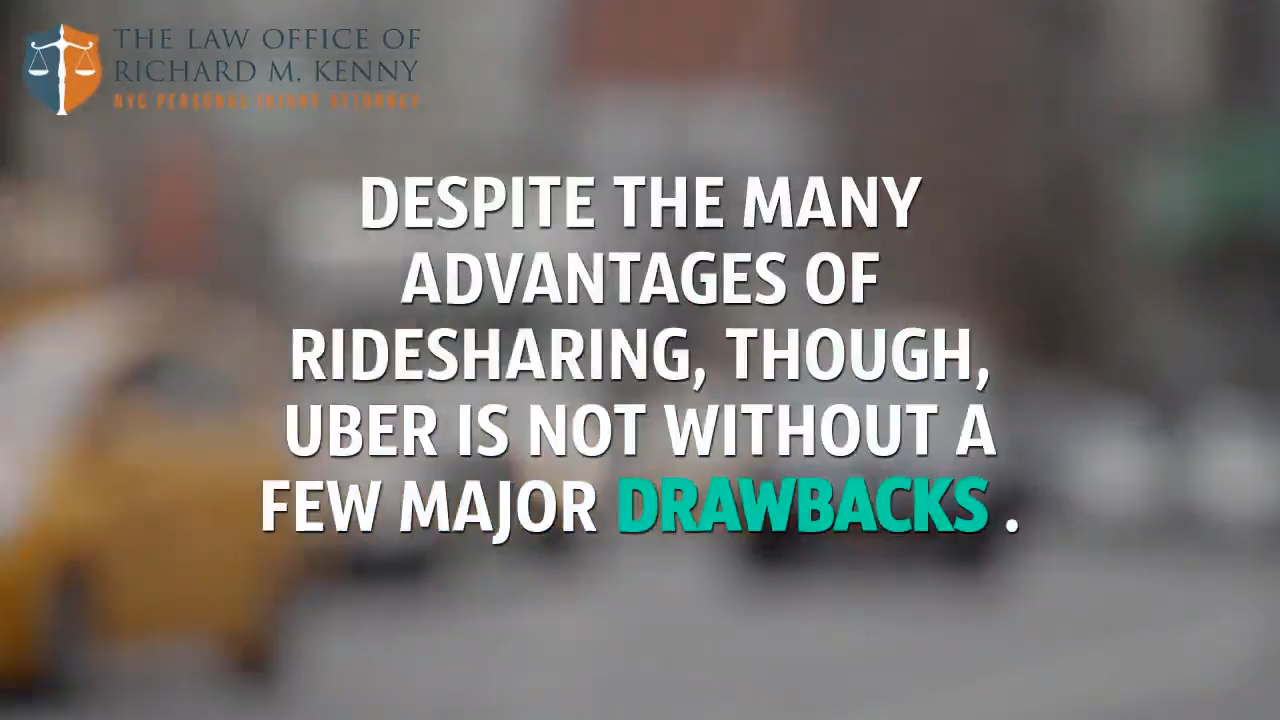 THE LAW OFFICE OF
RICHARD M. KENNY
NYC PERSONAL INJURY ATTORNEY
DESPITE THE MANY
ADVANTAGES OF
RIDESHARING, THOUGH,
UBER IS NOT WITHOUT A
FEW MAJOR DRAWBACKS .